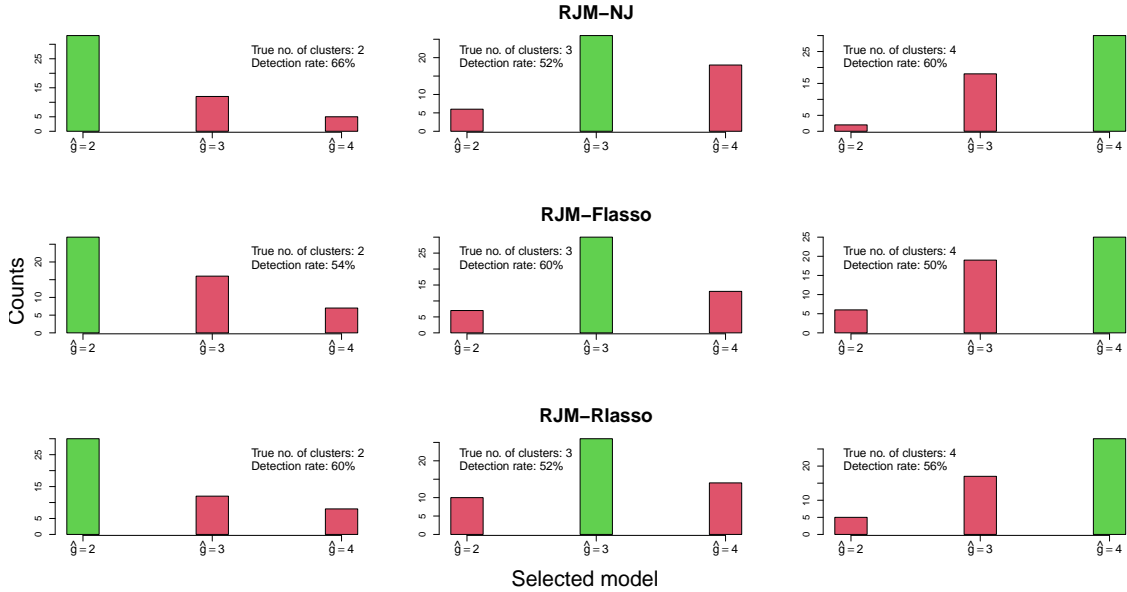 RJM−NJ
True no. of clusters: 2
Detection rate: 66%
0 5 15 25
ĝ = 2 ĝ = 3 ĝ = 4
True no. of clusters: 3
Detection rate: 52%
0 5 10 20
ĝ = 2 ĝ = 3 ĝ = 4
True no. of clusters: 4
Detection rate: 60%
0 5 15 25
ĝ = 2 ĝ = 3 ĝ = 4
RJM−Flasso
Counts
True no. of clusters: 2
Detection rate: 54%
0 5 10 20
ĝ = 2 ĝ = 3 ĝ = 4
True no. of clusters: 3
Detection rate: 60%
0 5 15 25
ĝ = 2 ĝ = 3 ĝ = 4
True no. of clusters: 4
Detection rate: 50%
0 5 10 15 20 25
ĝ = 2 ĝ = 3 ĝ = 4
RJM−Rlasso
True no. of clusters: 2
Detection rate: 60%
0 5 15 25
ĝ = 2 ĝ = 3 ĝ = 4
True no. of clusters: 3
Detection rate: 52%
0 5 10 20
ĝ = 2 ĝ = 3 ĝ = 4
True no. of clusters: 4
Detection rate: 56%
0 5 10 20
ĝ = 2 ĝ = 3 ĝ = 4
Selected model